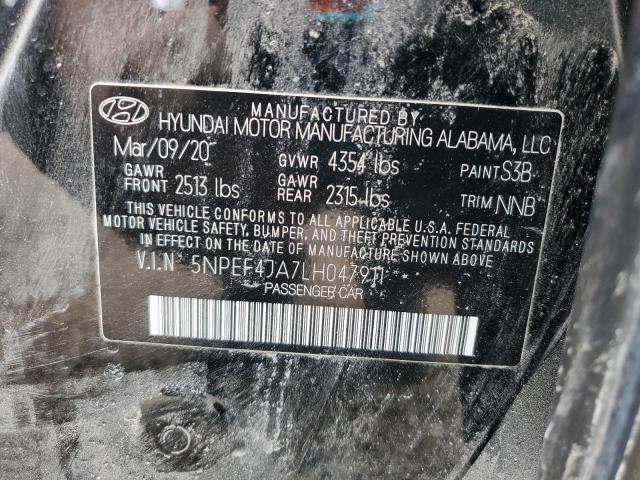 MANUFACTURED BY
HYUNDAI MOTOR MANUFACTURING ALABAMA, LLC
Mar/09/20 GVWR 4354 lbs PAINT S3B
GAWR FRONT 2513 lbs GAWR REAR 2315 lbs TRIM NNB
THIS VEHICLE CONFORMS TO ALL APPLICABLE U.S.A. FEDERAL
MOTOR VEHICLE SAFETY, BUMPER, AND THEFT PREVENTION
STANDARDS IN EFFECT ON THE DATE OF MANUFACTURE SHOWN ABOVE.
V.I.N 5NPEF4JA7LH047911
PASSENGER CAR